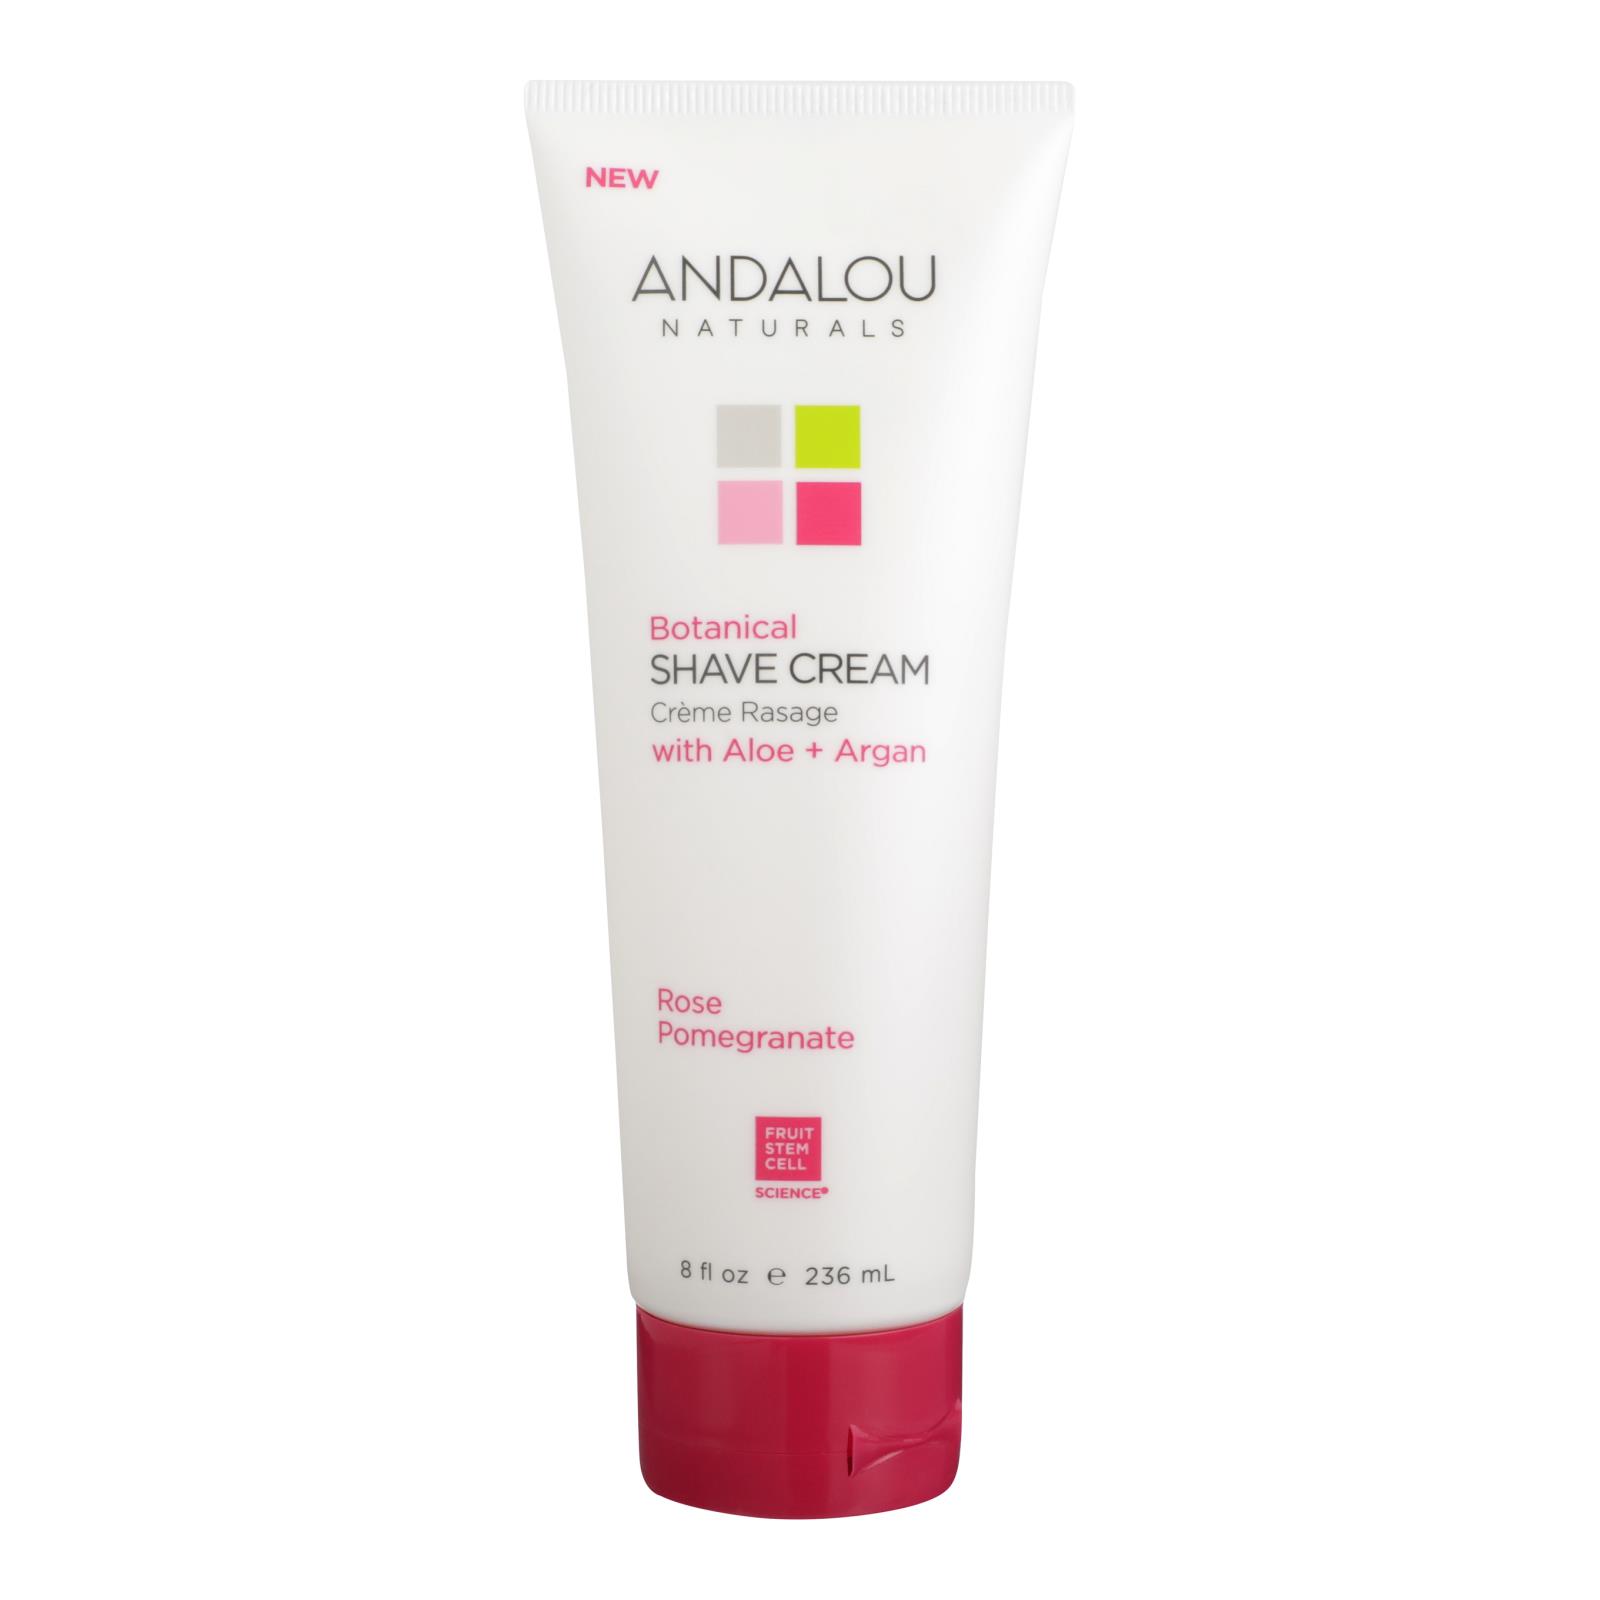 NEW
ANDALOU
NATURALS
Botanical
SHAVE CREAM
Crème Rasage
with Aloe + Argan
Rose
Pomegranate
FRUIT
STEM
CELL
SCIENCE®
8 fl oz ℮ 236 mL